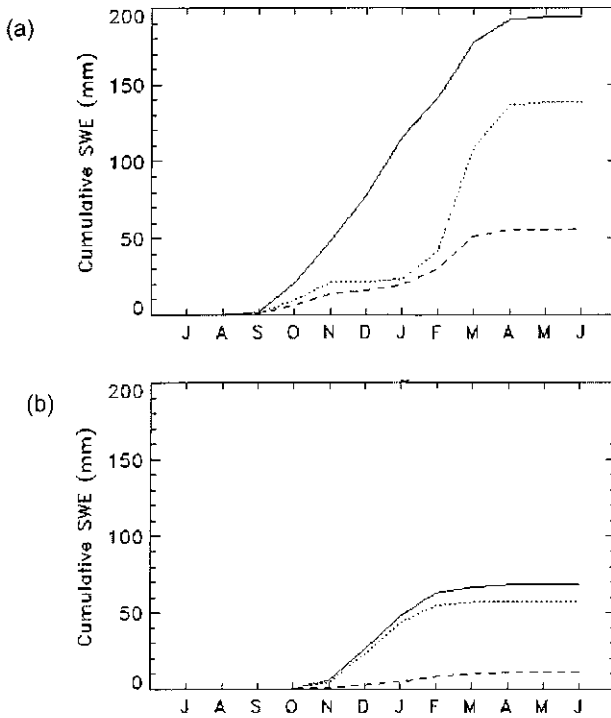 (a)
Cumulative SWE (mm)
200
150
100
50
0
J A S O N D J F M A M J
(b)
Cumulative SWE (mm)
200
150
100
50
0
J A S O N D J F M A M J